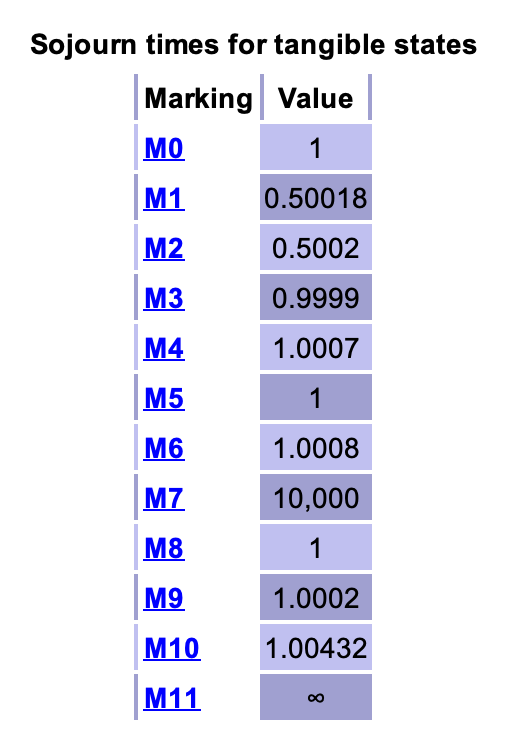 Sojourn times for tangible states
Marking Value
M0 1
M1 0.50018
M2 0.5002
M3 0.9999
M4 1.0007
M5 1
M6 1.0008
M7 10,000
M8 1
M9 1.0002
M10 1.00432
M11 ∞